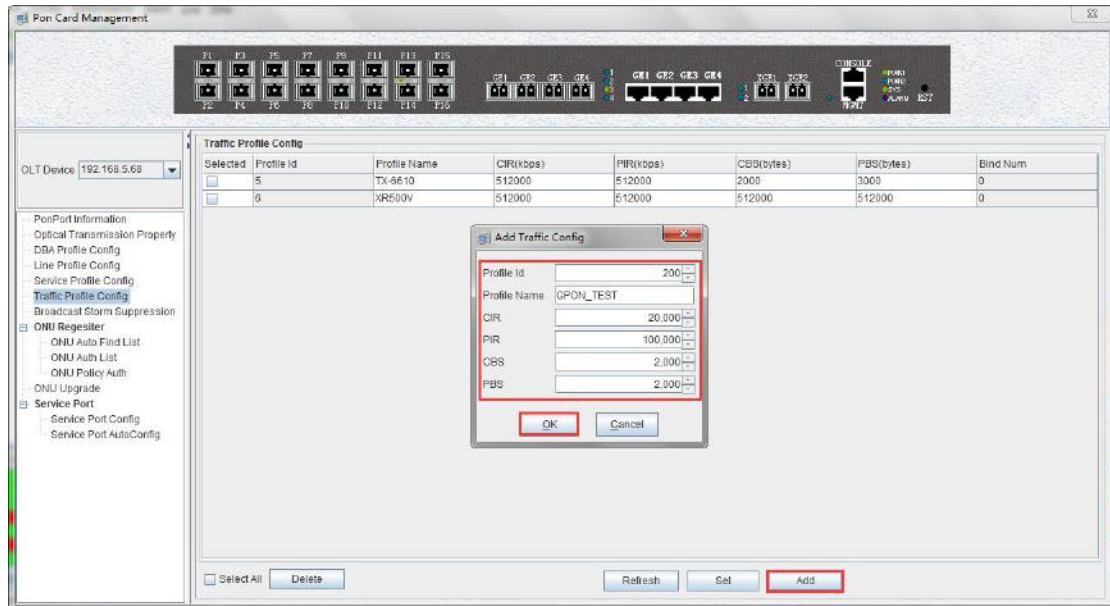 Pon Card Management
P1 P3 P5 P7 P9 P11 P13 P15
P2 P4 P6 P8 P10 P12 P14 P16
GE1 GE2 GE3 GE4
GE1 GE2 GE3 GE4
XGE1 XGE2
CONSOLE
MGMT
PWR1
PWR2
SYS
ALARM
RST
OLT Device 192.168.5.68
PonPort Information
Optical Transmission Property
DBA Profile Config
Line Profile Config
Service Profile Config
Traffic Profile Config
Broadcast Storm Suppression
ONU Regesiter
ONU Auto Find List
ONU Auth List
ONU Policy Auth
ONU Upgrade
Service Port
Service Port Config
Service Port AutoConfig
Traffic Profile Config
Selected Profile Id Profile Name CIR(kbps) PIR(kbps) CBS(bytes) PBS(bytes) Bind Num
5 TX-6610 512000 512000 2000 3000 0
6 XR500V 512000 512000 512000 512000 0
Add Traffic Config
Profile Id 200
Profile Name GPON_TEST
CIR 20,000
PIR 100,000
CBS 2,000
PBS 2,000
OK Cancel
Select All Delete Refresh Set Add